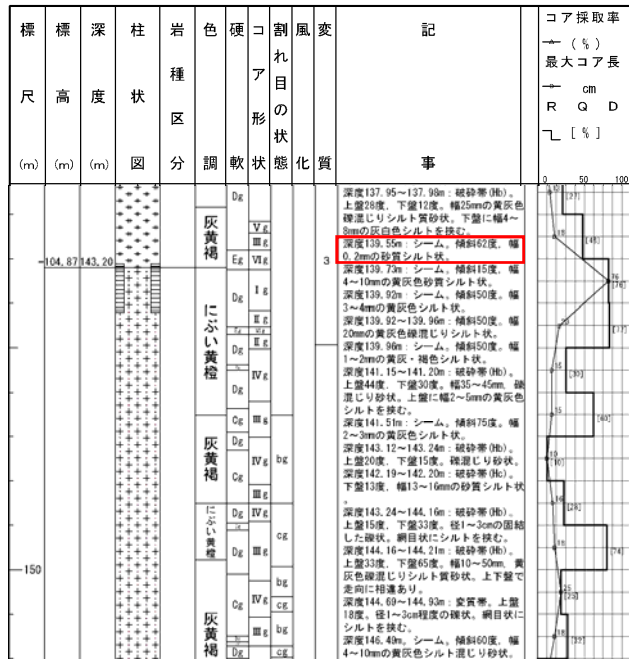 標尺(m)
標高(m)
深度(m)
柱状図
岩種区分
色調
硬軟
コア形状
割れ目の状態
風化
変質
記事
コア採取率
(%)
最大コア長
cm
R Q D
[%]
0 50 100
-104.87
143.20
-150
灰黄褐
にぶい黄橙
灰黄褐
にぶい黄橙
灰黄褐
Dg
Eg
Dg
Dg
Dg
Cg
Dg
Cg
Dg
Dg
Cg
Dg
Ⅴg
Ⅲg
Ⅵg
Ⅰg
Ⅱg
Ⅱg
Ⅳg
Ⅲg
Ⅳg
Ⅲg
Ⅳg
Ⅲg
Ⅳg
Ⅲg
bg
cg
bg
cg
bg
cg
3
深度137.95～137.98m：破砕帯(Hb)。
上盤28度、下盤12度。幅25mmの黄灰色
礫混じりシルト質砂状。下盤に幅4～
8mmの灰白色シルトを挟む。
深度139.55m：シーム。傾斜62度、幅
0.2mmの砂質シルト状。
深度139.73m：シーム。傾斜15度、幅
4～10mmの黄灰色砂質シルト状。
深度139.92m：シーム。傾斜50度、幅
3～4mmの黄灰色シルト状。
深度139.92～139.96m：傾斜50度、幅
20mmの黄灰色礫混じりシルト状。
深度139.96m：シーム。傾斜50度、幅
1～2mmの黄灰・褐色シルト状。
深度141.15～141.20m：破砕帯(Hb)。
上盤44度、下盤30度。幅35～45mm、礫
混じり砂状。上盤に幅2～5mmの黄灰色
シルトを挟む。
深度141.51m：シーム。傾斜75度、幅
2～3mmの黄灰色シルト状。
深度143.12～143.24m：破砕帯(Hb)。
上盤20度、下盤15度。礫混じり砂状。
深度142.19～142.20m：破砕帯(Hc)。
下盤13度、幅13～16mmの砂質シルト状
。
深度143.24～144.16m：破砕帯(Hb)。
上盤15度、下盤33度。径1～3cmの固結
した礫状。網目状にシルトを挟む。
深度144.16～144.21m：破砕帯(Hb)。
上盤33度、下盤65度。幅10～50mm、黄
灰色礫混じりシルト質砂状。上下盤で
走向に相違あり。
深度144.69～144.93m：変質帯。上盤
18度。径1～3cm程度の礫状。網目状に
シルトを挟む。
深度146.49m、シーム。傾斜60度、幅
4～10mmの黄灰色シルト混じり砂状。
[27]
[49]
76
[76]
[77]
15
[30]
15
[60]
10
[10]
16
[28]
18
[74]
25
[25]
18
[32]